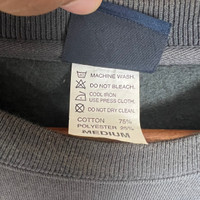 MACHINE WASH.
DO NOT BLEACH.
COOL IRON
USE PRESS CLOTH.
DO NOT DRY CLEAN.
COTTON 75%
POLYESTER 25%
MEDIUM